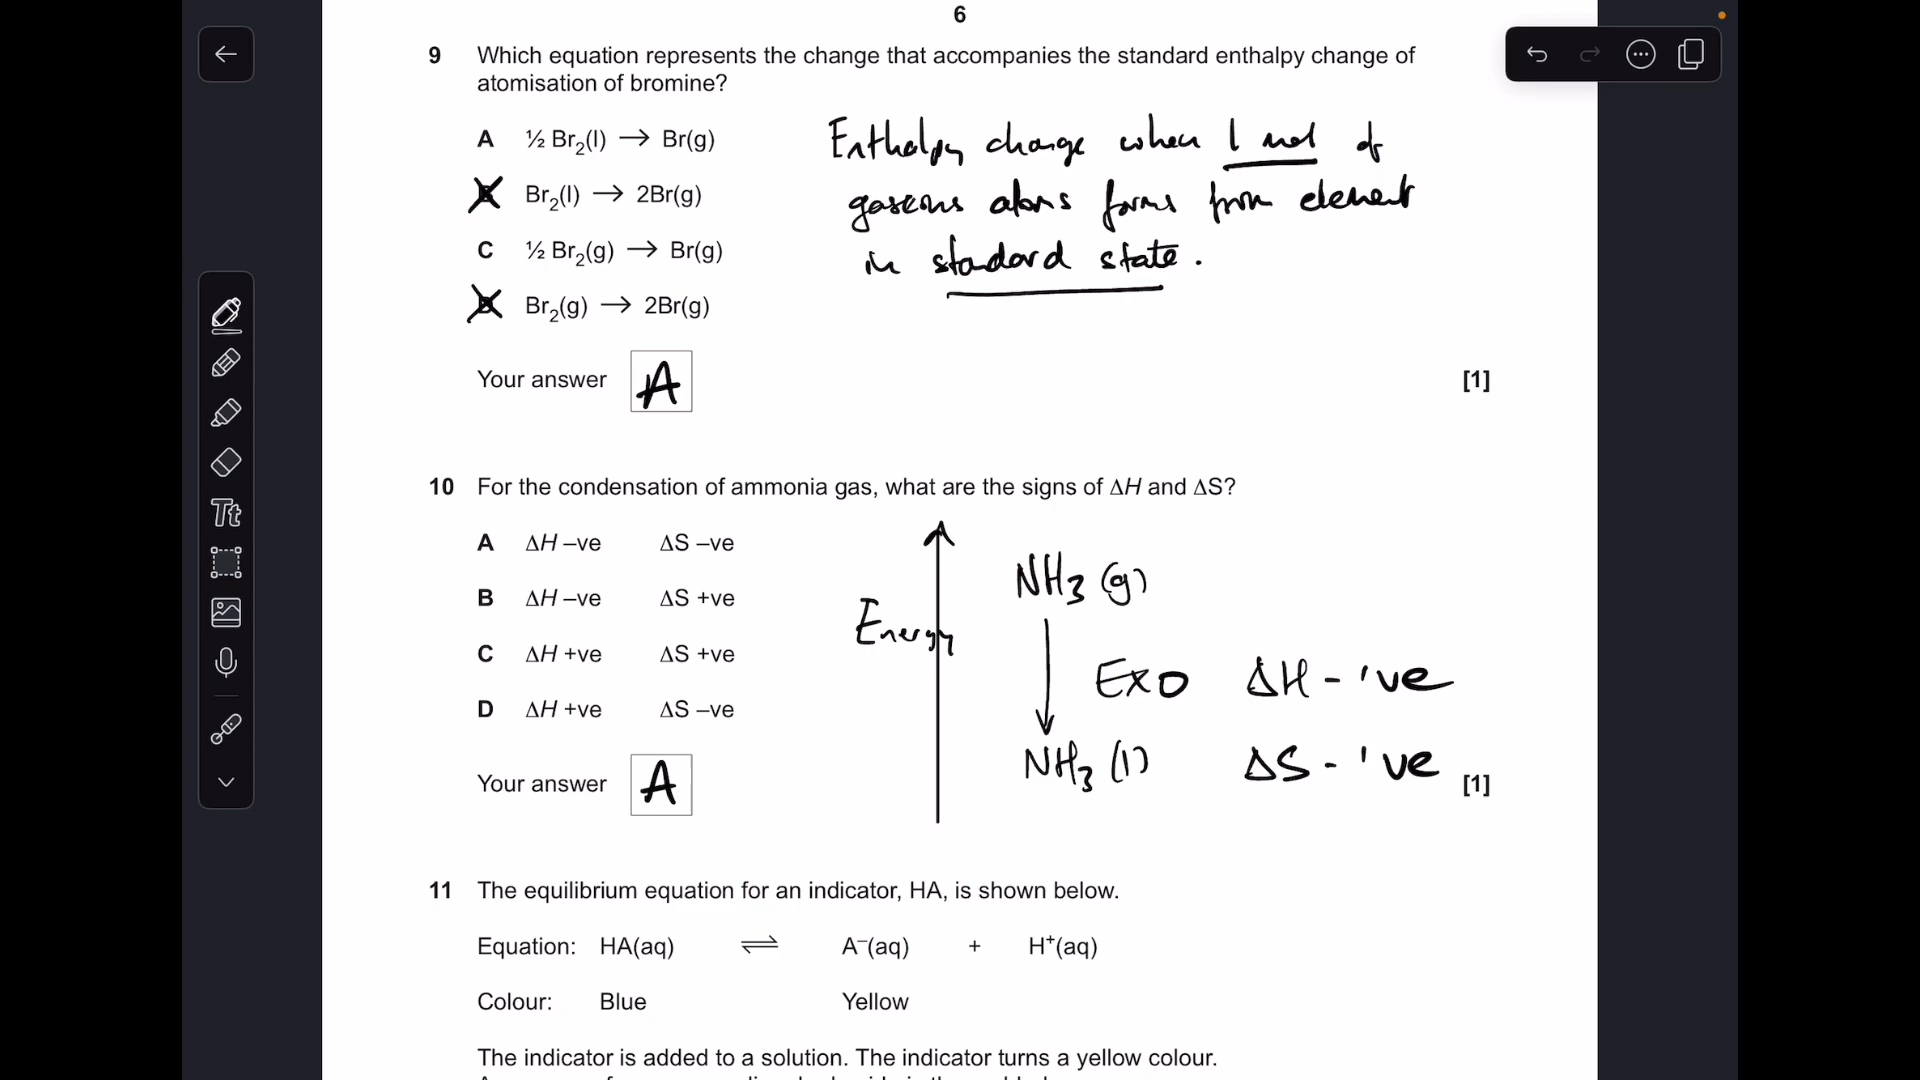 6
9 Which equation represents the change that accompanies the standard enthalpy change of
atomisation of bromine?
A ½ Br₂(l) → Br(g)
B Br₂(l) → 2Br(g)
C ½ Br₂(g) → Br(g)
D Br₂(g) → 2Br(g)
Enthalpy change when 1 mol of
gaseous atoms forms from element
in standard state.
Your answer A
[1]
10 For the condensation of ammonia gas, what are the signs of ΔH and ΔS?
A ΔH –ve ΔS –ve
B ΔH –ve ΔS +ve
C ΔH +ve ΔS +ve
D ΔH +ve ΔS –ve
Energy
NH₃ (g)
Exo ΔH - 've
NH₃ (l) ΔS - 've
Your answer A
[1]
11 The equilibrium equation for an indicator, HA, is shown below.
Equation: HA(aq) ⇌ A⁻(aq) + H⁺(aq)
Colour: Blue Yellow
The indicator is added to a solution. The indicator turns a yellow colour.
Tt